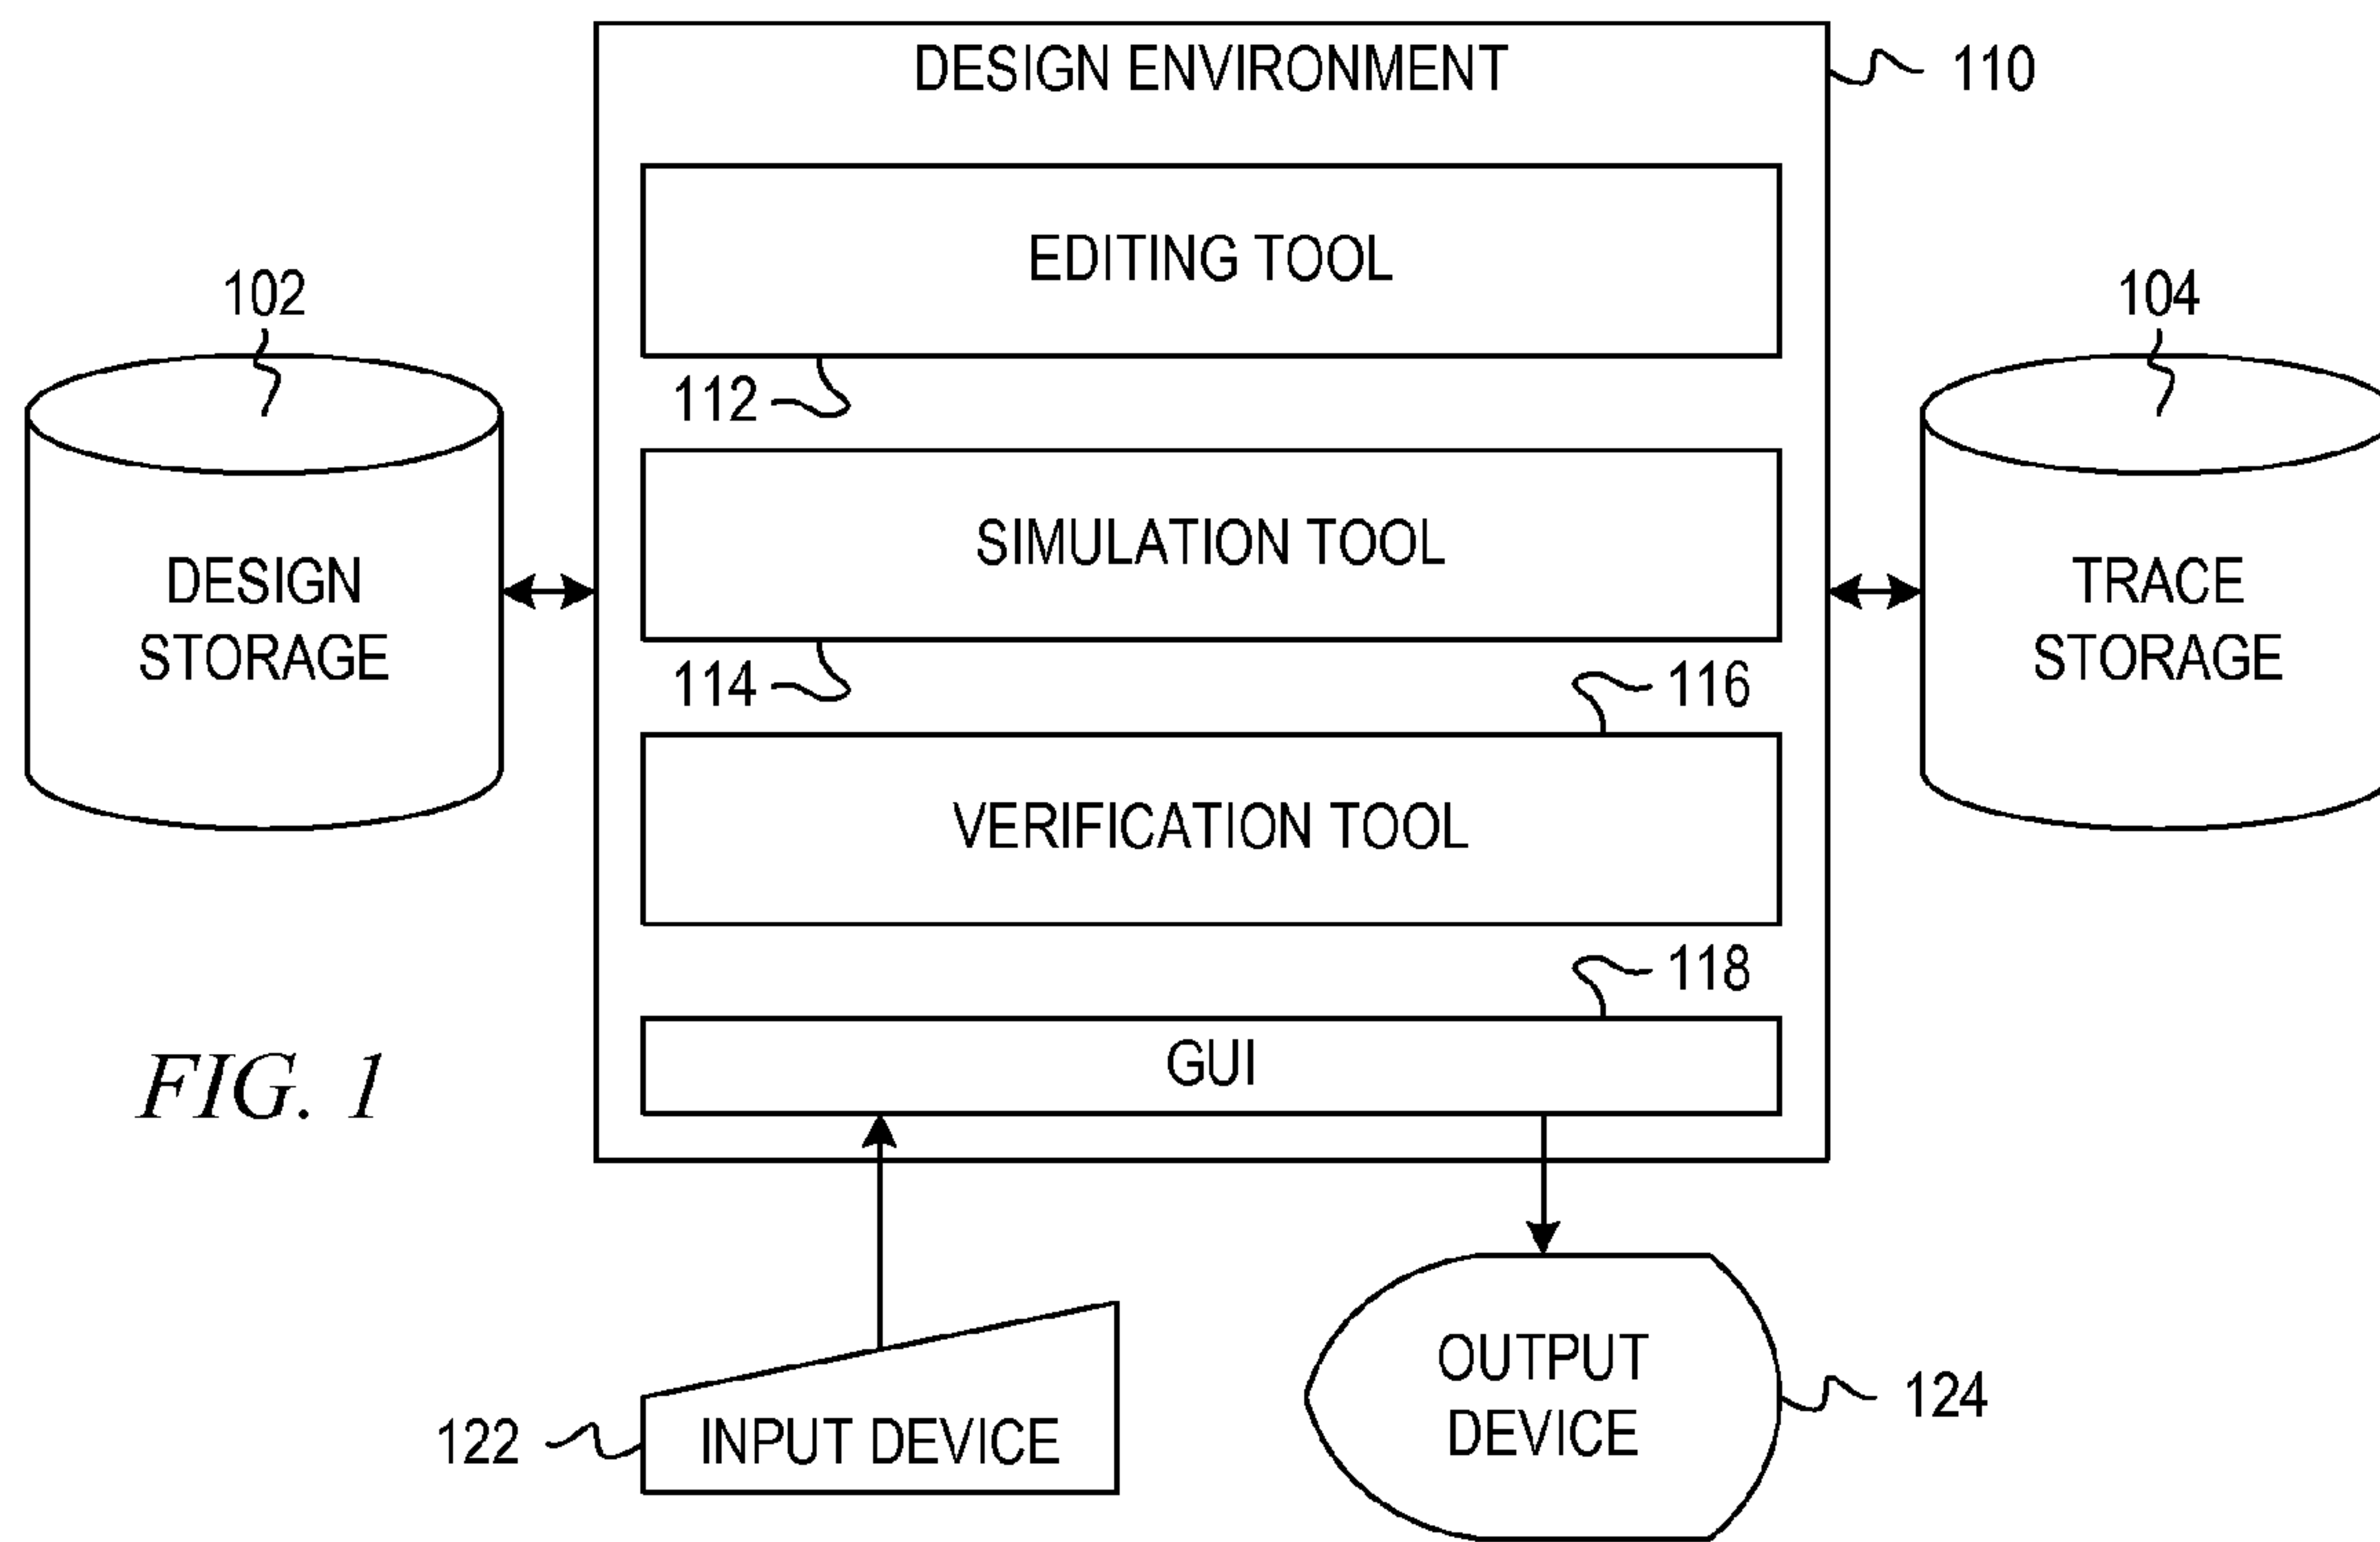 DESIGN ENVIRONMENT
110
EDITING TOOL
102
104
112
SIMULATION TOOL
DESIGN
STORAGE
TRACE
STORAGE
114
116
VERIFICATION TOOL
118
GUI
FIG. 1
OUTPUT
DEVICE
124
122
INPUT DEVICE